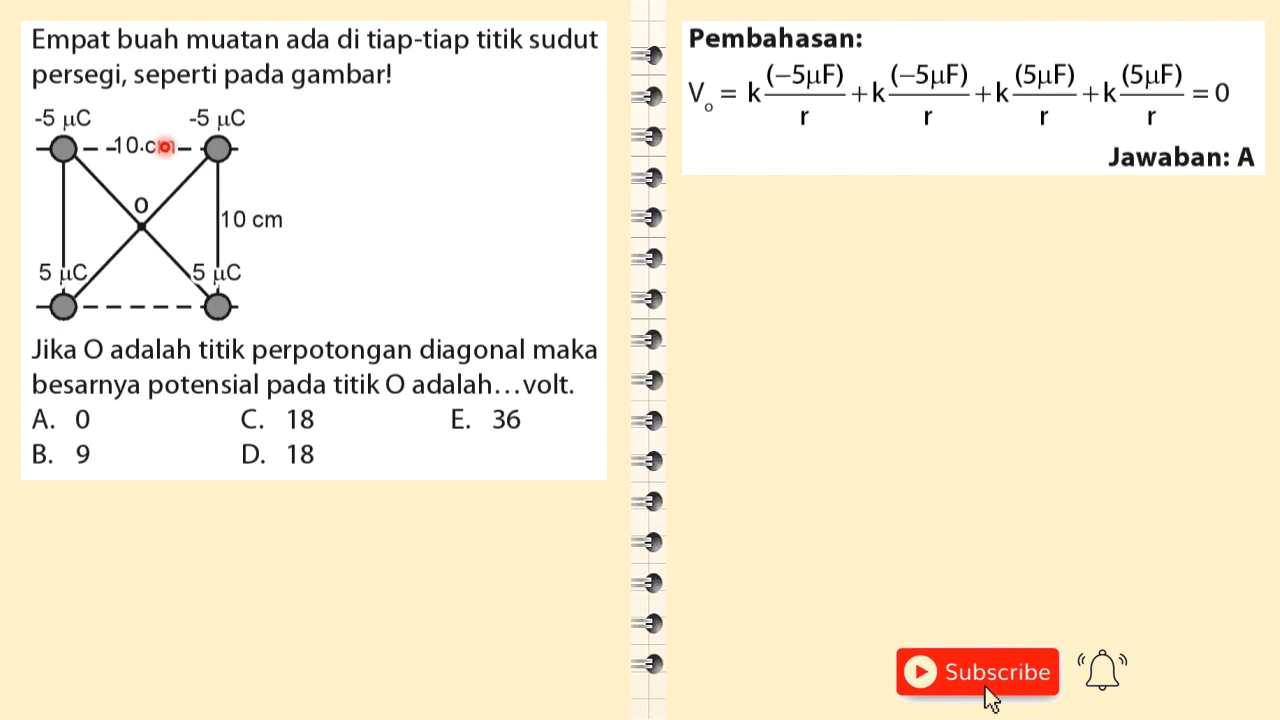 Empat buah muatan ada di tiap-tiap titik sudut
persegi, seperti pada gambar!
-5 μC -5 μC
10 cm
O
10 cm
5 μC 5 μC
Jika O adalah titik perpotongan diagonal maka
besarnya potensial pada titik O adalah...volt.
A. 0 C. 18 E. 36
B. 9 D. 18
Pembahasan:
V₀ = k (−5μF)/r + k (−5μF)/r + k (5μF)/r + k (5μF)/r = 0
Jawaban: A
Subscribe